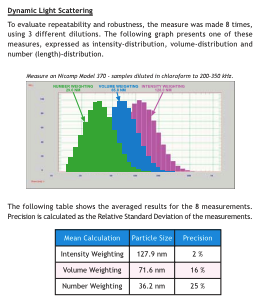 Dynamic Light Scattering
To evaluate repeatability and robustness, the measure was made 8 times,
using 3 different dilutions. The following graph presents one of these
measures, expressed as intensity-distribution, volume-distribution and
number (length)-distribution.
Measure on Nicomp Model 370 - samples diluted in chloroform to 200-350 kHz.
NUMBER WEIGHTING VOLUME WEIGHTING INTENSITY WEIGHTING
The following table shows the averaged results for the 8 measurements.
Precision is calculated as the Relative Standard Deviation of the measurements.
Mean Calculation Particle Size Precision
Intensity Weighting 127.9 nm 2 %
Volume Weighting 71.6 nm 16 %
Number Weighting 36.2 nm 25 %